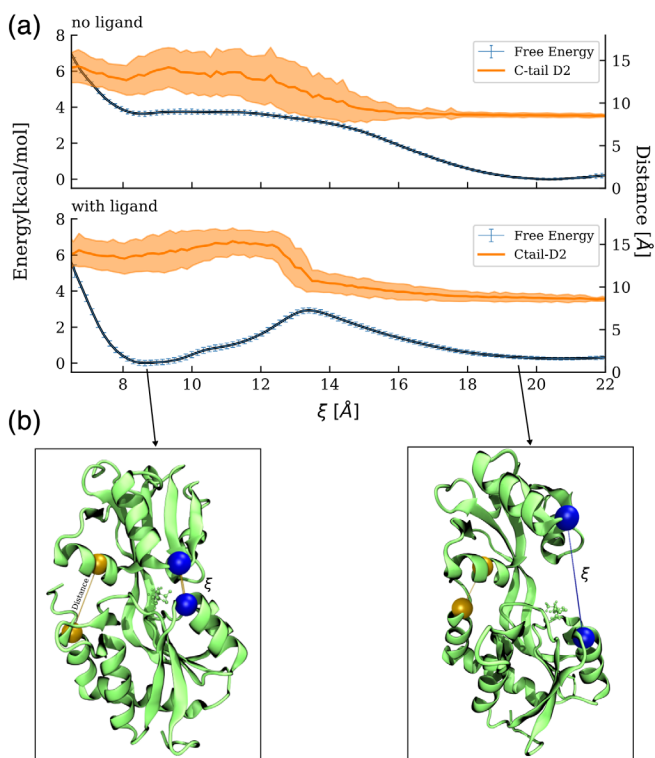 (a)
no ligand
8
6
4
2
0
Free Energy
C-tail D2
15
10
5
0
Energy[kcal/mol]
Distance [Å]
with ligand
8
6
4
2
0
Free Energy
Ctail-D2
15
10
5
0
8 10 12 14 16 18 20 22
ξ [Å]
(b)
Distance
ξ
ξ